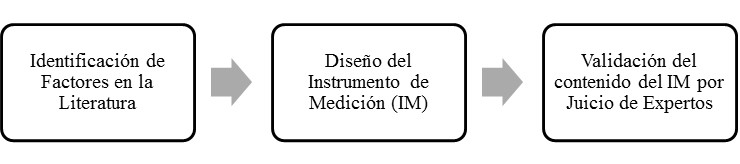 Identificación de
Factores en la
Literatura
Diseño del
Instrumento de
Medición (IM)
Validación del
contenido del IM por
Juicio de Expertos